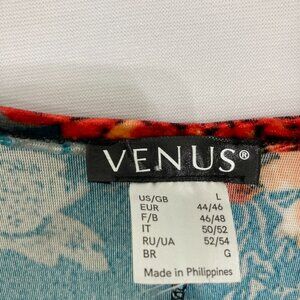 VENUS®
US/GB L
EUR 44/46
F/B 46/48
IT 50/52
RU/UA 52/54
BR G
Made in Philippines